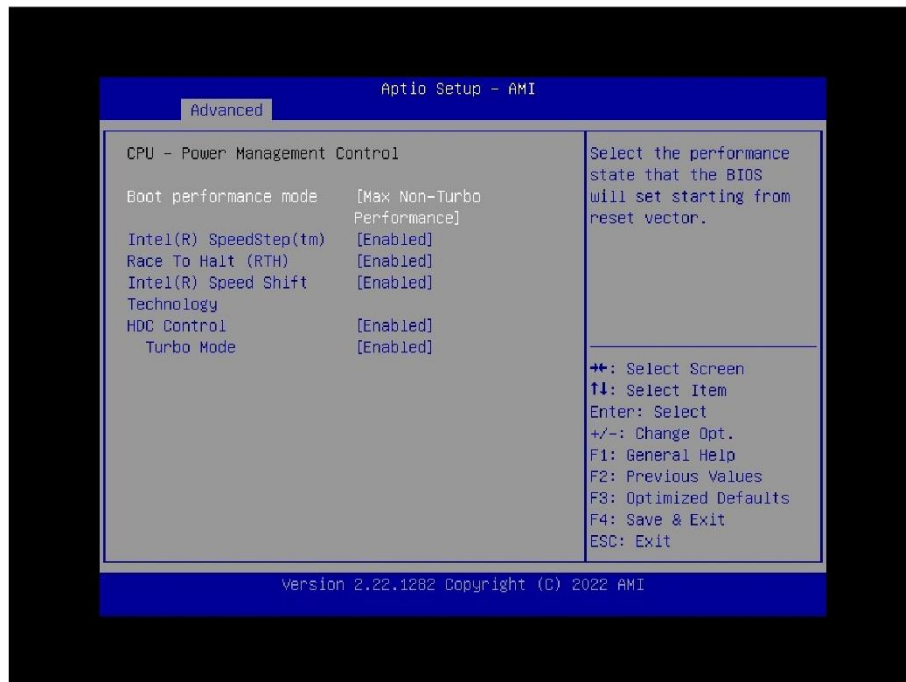 Aptio Setup - AMI
Advanced
CPU - Power Management Control
Boot performance mode [Max Non-Turbo
Performance]
Intel(R) SpeedStep(tm) [Enabled]
Race To Halt (RTH) [Enabled]
Intel(R) Speed Shift [Enabled]
Technology
HDC Control [Enabled]
Turbo Mode [Enabled]
Select the performance
state that the BIOS
will set starting from
reset vector.
→←: Select Screen
↑↓: Select Item
Enter: Select
+/-: Change Opt.
F1: General Help
F2: Previous Values
F3: Optimized Defaults
F4: Save & Exit
ESC: Exit
Version 2.22.1282 Copyright (C) 2022 AMI